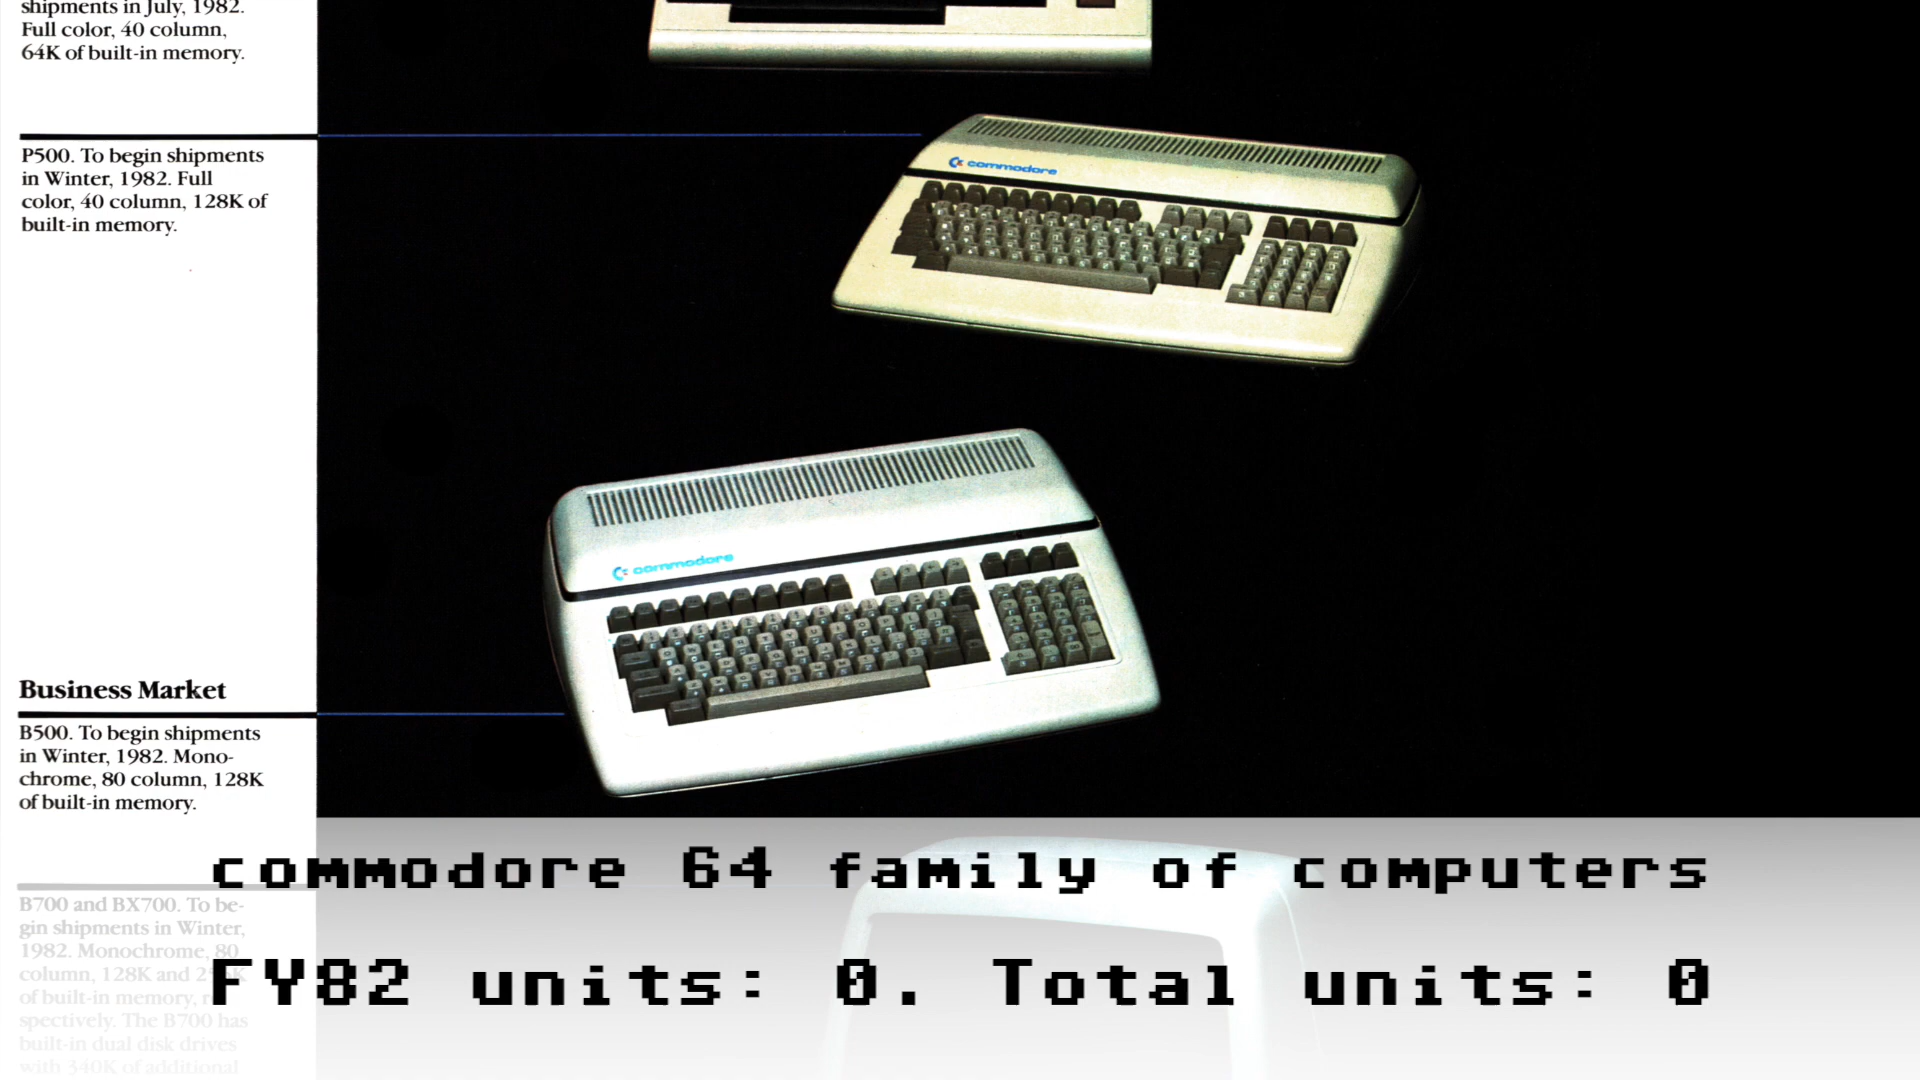 shipments in July, 1982.
Full color, 40 column,
64K of built-in memory.
P500. To begin shipments
in Winter, 1982. Full
color, 40 column, 128K of
built-in memory.
commodore
commodore
Business Market
B500. To begin shipments
in Winter, 1982. Mono-
chrome, 80 column, 128K
of built-in memory.
B700 and BX700. To be-
gin shipments in Winter,
1982. Monochrome, 80
column, 128K and
of built-in memory,
spectively. The B700 has
built-in dual disk drives
with 340K of additional
commodore 64 family of computers
FY82 units: 0. Total units: 0